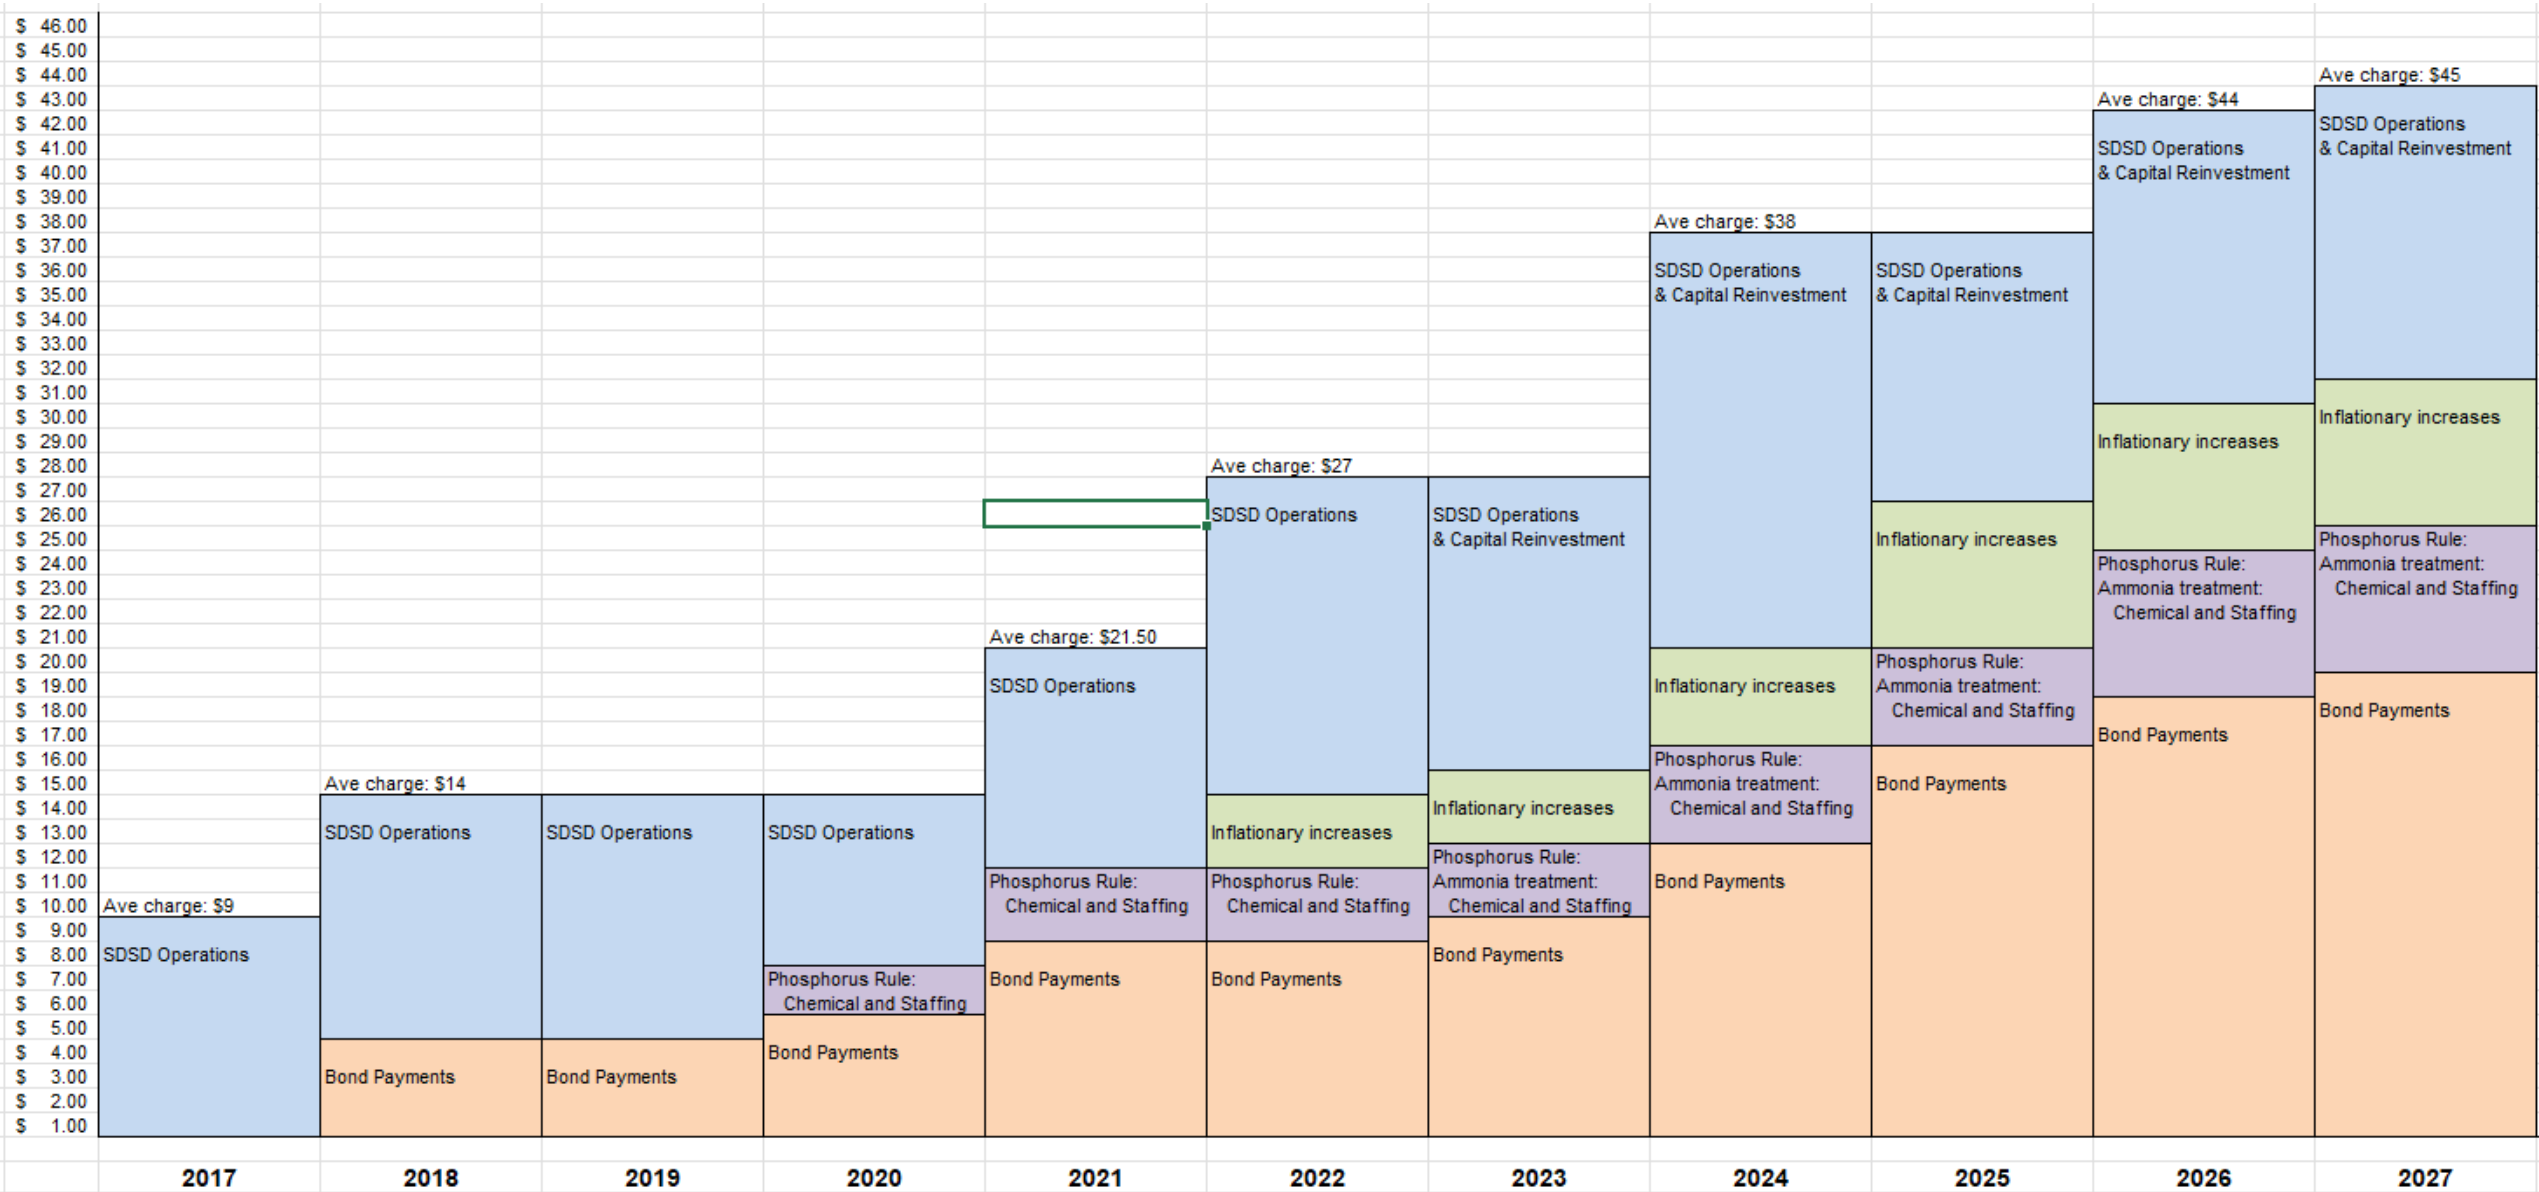 $ 46.00
$ 45.00
$ 44.00 Ave charge: $45
$ 43.00 Ave charge: $44
$ 42.00 SDSD Operations
$ 41.00 SDSD Operations & Capital Reinvestment
$ 40.00 & Capital Reinvestment
$ 39.00
$ 38.00 Ave charge: $38
$ 37.00
$ 36.00 SDSD Operations SDSD Operations
$ 35.00 & Capital Reinvestment & Capital Reinvestment
$ 34.00
$ 33.00
$ 32.00
$ 31.00
$ 30.00 Inflationary increases
$ 29.00 Inflationary increases
$ 28.00 Ave charge: $27
$ 27.00
$ 26.00 SDSD Operations SDSD Operations
$ 25.00 & Capital Reinvestment Inflationary increases Phosphorus Rule:
$ 24.00 Phosphorus Rule: Ammonia treatment:
$ 23.00 Ammonia treatment: Chemical and Staffing
$ 22.00 Chemical and Staffing
$ 21.00 Ave charge: $21.50
$ 20.00 Phosphorus Rule:
$ 19.00 SDSD Operations Inflationary increases Ammonia treatment:
$ 18.00 Chemical and Staffing Bond Payments
$ 17.00 Bond Payments
$ 16.00 Phosphorus Rule:
$ 15.00 Ave charge: $14 Ammonia treatment: Bond Payments
$ 14.00 Inflationary increases Chemical and Staffing
$ 13.00 SDSD Operations SDSD Operations SDSD Operations Inflationary increases
$ 12.00 Phosphorus Rule:
$ 11.00 Phosphorus Rule: Phosphorus Rule: Ammonia treatment: Bond Payments
$ 10.00 Ave charge: $9 Chemical and Staffing Chemical and Staffing Chemical and Staffing
$ 9.00
$ 8.00 SDSD Operations Bond Payments
$ 7.00 Phosphorus Rule: Bond Payments Bond Payments
$ 6.00 Chemical and Staffing
$ 5.00
$ 4.00 Bond Payments
$ 3.00 Bond Payments Bond Payments
$ 2.00
$ 1.00
2017 2018 2019 2020 2021 2022 2023 2024 2025 2026 2027